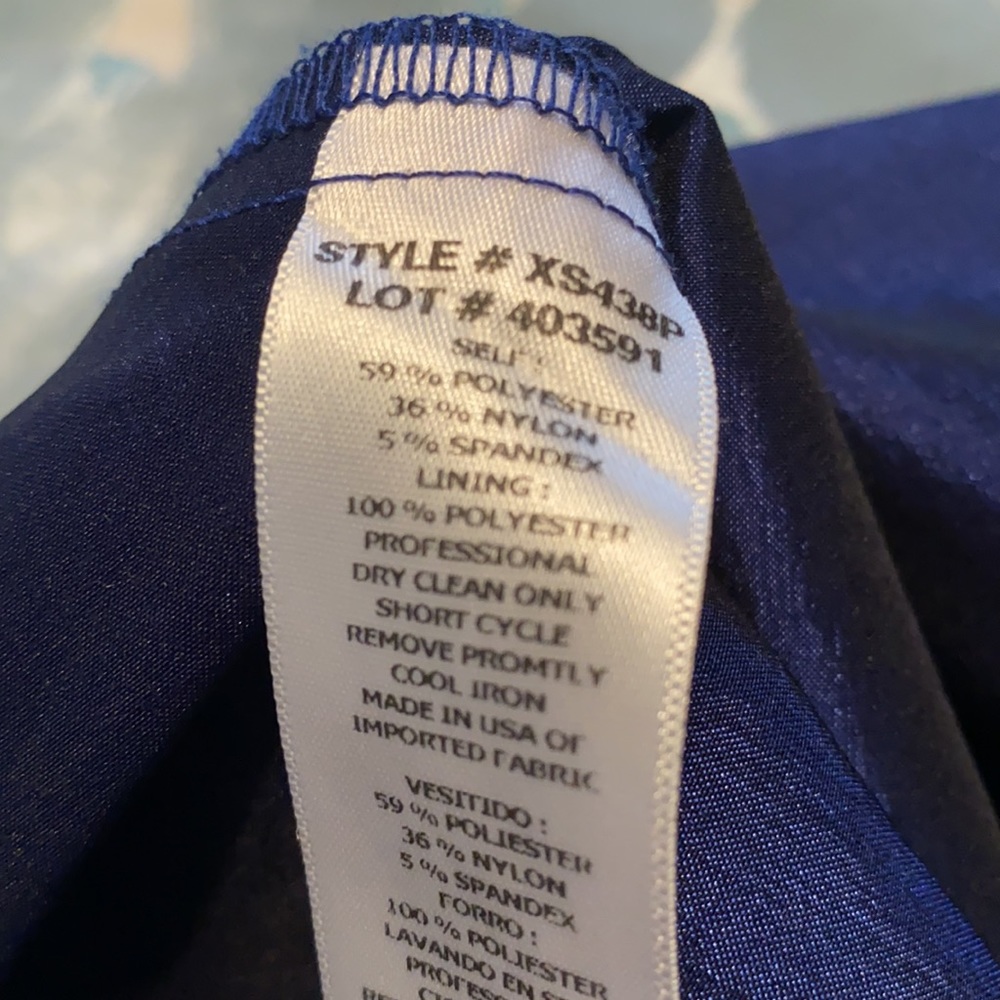 STYLE # XS438P
LOT # 403591
SELF :
59 % POLYESTER
36 % NYLON
5 % SPANDEX
LINING :
100 % POLYESTER
PROFESSIONAL
DRY CLEAN ONLY
SHORT CYCLE
REMOVE PROMTLY
COOL IRON
MADE IN USA OF
IMPORTED FABRIC
VESITIDO :
59 % POLIESTER
36 % NYLON
5 % SPANDEX
FORRO :
100 % POLIESTER
LAVANDO EN